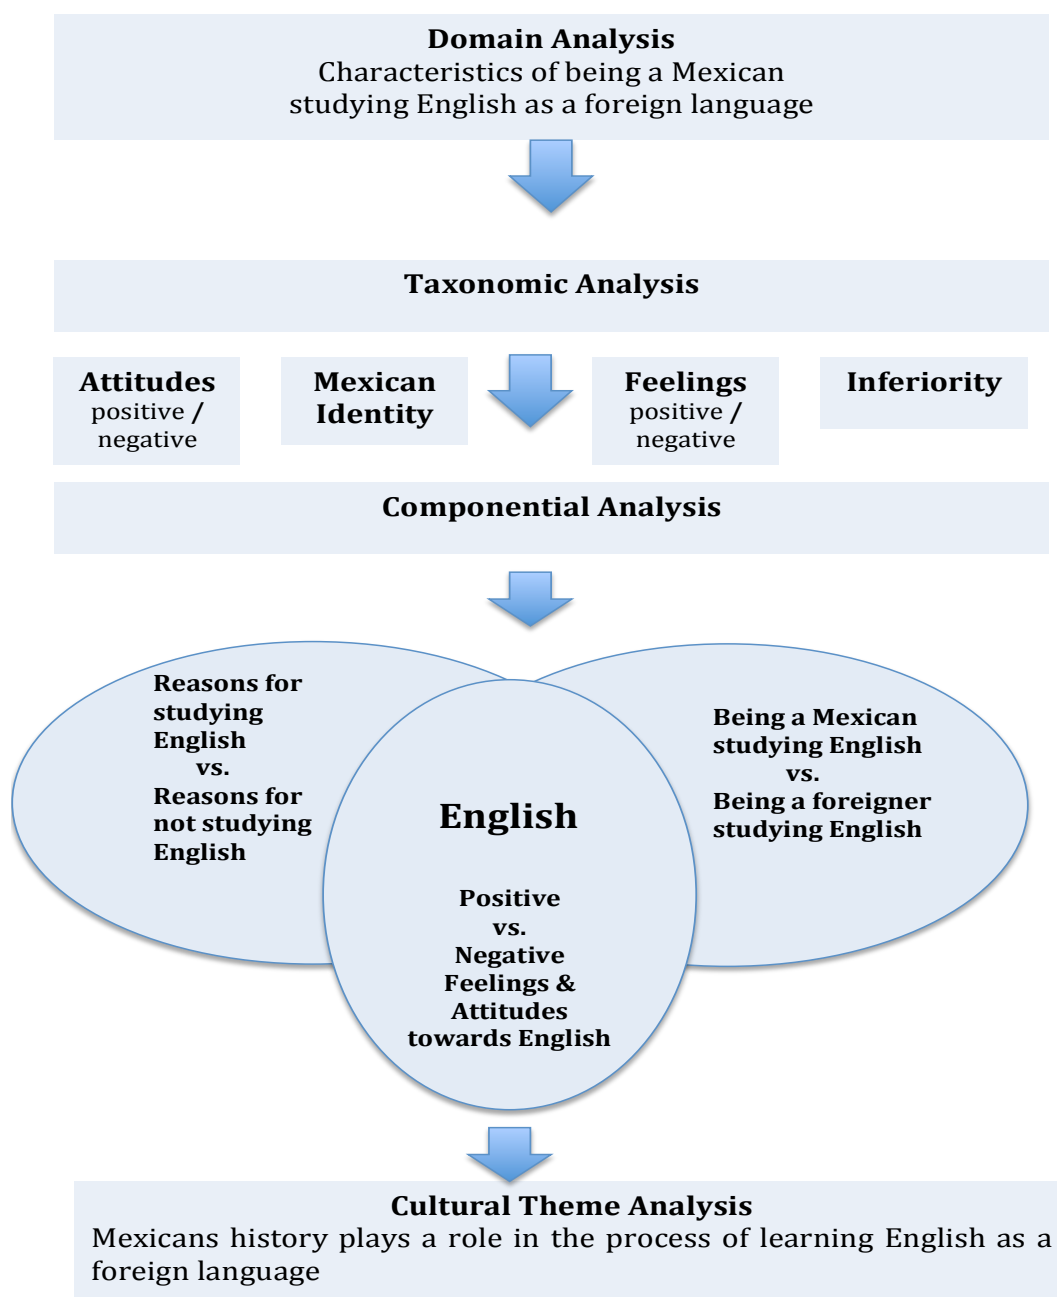 Domain Analysis
Characteristics of being a Mexican
studying English as a foreign language
Taxonomic Analysis
Attitudes
positive /
negative
Mexican
Identity
Feelings
positive /
negative
Inferiority
Componential Analysis
Reasons for
studying
English
vs.
Reasons for
not studying
English
English
Positive
vs.
Negative
Feelings &
Attitudes
towards English
Being a Mexican
studying English
vs.
Being a foreigner
studying English
Cultural Theme Analysis
Mexicans history plays a role in the process of learning English as a
foreign language